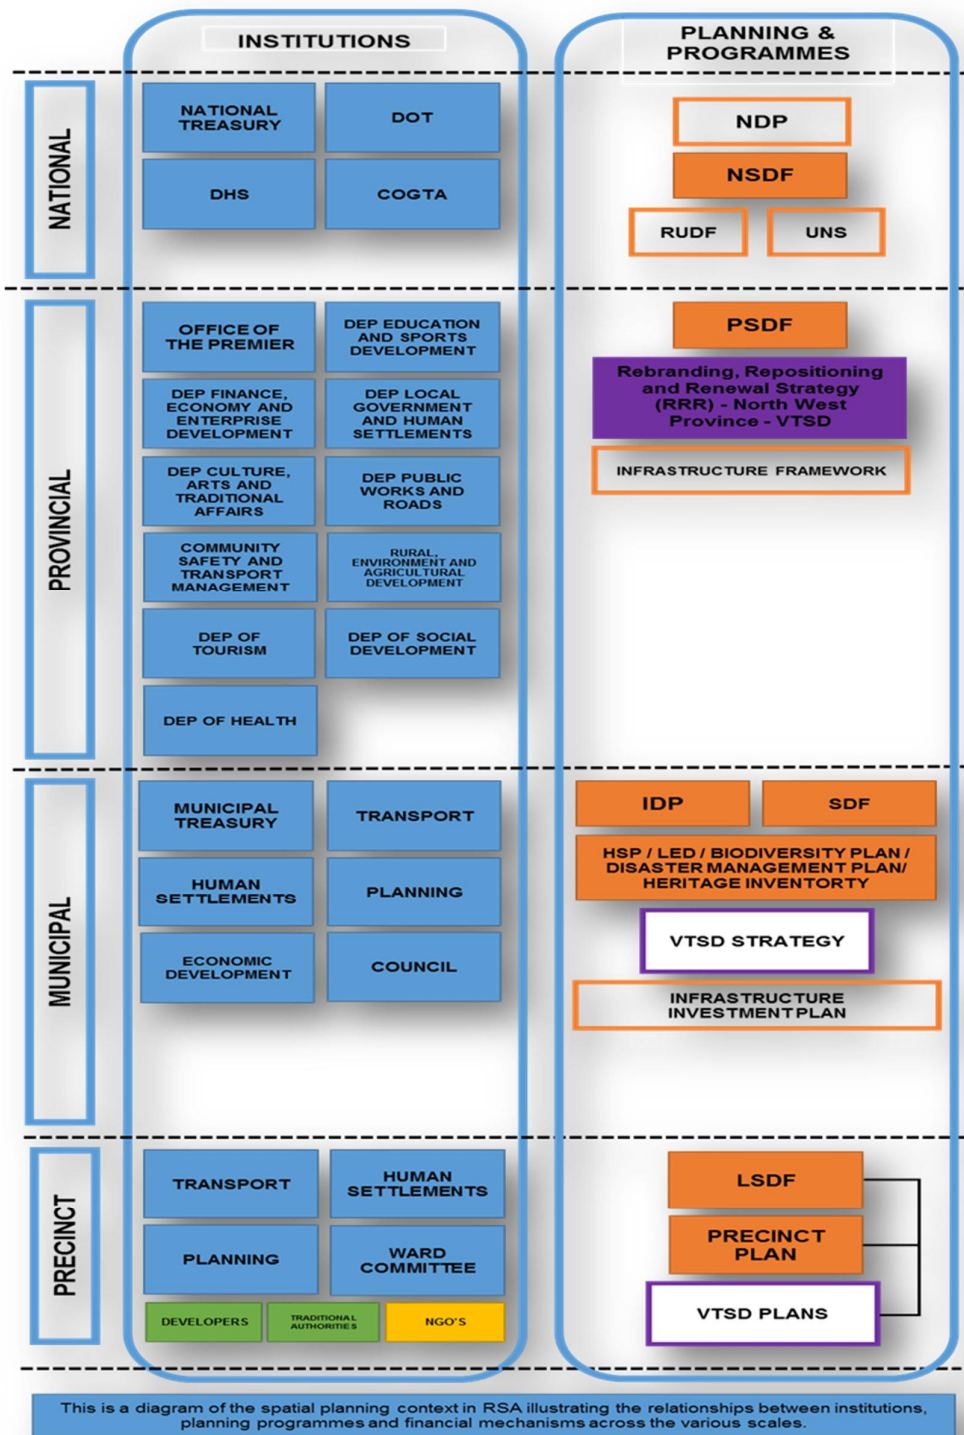 INSTITUTIONS
PLANNING &
PROGRAMMES
NATIONAL
NATIONAL
TREASURY
DOT
DHS
COGTA
NDP
NSDF
RUDF
UNS
PROVINCIAL
OFFICE OF
THE PREMIER
DEP EDUCATION
AND SPORTS
DEVELOPMENT
DEP FINANCE,
ECONOMY AND
ENTERPRISE
DEVELOPMENT
DEP LOCAL
GOVERNMENT
AND HUMAN
SETTLEMENTS
DEP CULTURE,
ARTS AND
TRADITIONAL
AFFAIRS
DEP PUBLIC
WORKS AND
ROADS
COMMUNITY
SAFETY AND
TRANSPORT
MANAGEMENT
RURAL,
ENVIRONMENT AND
AGRICULTURAL
DEVELOPMENT
DEP OF
TOURISM
DEP OF SOCIAL
DEVELOPMENT
DEP OF HEALTH
PSDF
Rebranding, Repositioning
and Renewal Strategy
(RRR) - North West
Province - VTSD
INFRASTRUCTURE FRAMEWORK
MUNICIPAL
MUNICIPAL
TREASURY
TRANSPORT
HUMAN
SETTLEMENTS
PLANNING
ECONOMIC
DEVELOPMENT
COUNCIL
IDP
SDF
HSP / LED / BIODIVERSITY PLAN /
DISASTER MANAGEMENT PLAN/
HERITAGE INVENTORTY
VTSD STRATEGY
INFRASTRUCTURE
INVESTMENT PLAN
PRECINCT
TRANSPORT
HUMAN
SETTLEMENTS
PLANNING
WARD
COMMITTEE
DEVELOPERS
TRADITIONAL
AUTHORITIES
NGO'S
LSDF
PRECINCT
PLAN
VTSD PLANS
This is a diagram of the spatial planning context in RSA illustrating the relationships between institutions,
planning programmes and financial mechanisms across the various scales.